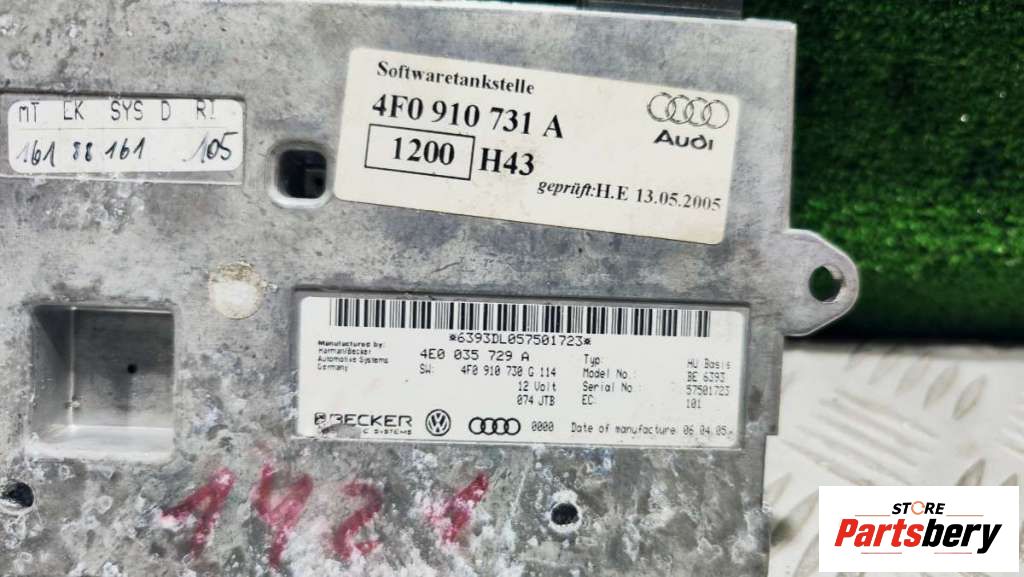 Softwaretankstelle
4F0 910 731 A
1200 H43
Audi
geprüft:H.E 13.05.2005
MT EK SYS D RI
161 88 161 105
*6393DL057501723*
Manufactured by:
Harman/Becker
Automotive Systems
Germany
4E0 035 729 A
SW: 4F0 910 730 G 114
12 Volt
074 JTB
Typ: HU Basis
Model No.: BE 6393
Serial No.: 57501723
EC: 101
BECKER
0000 Date of manufacture 06.04.05
1421
STORE
Partsbery